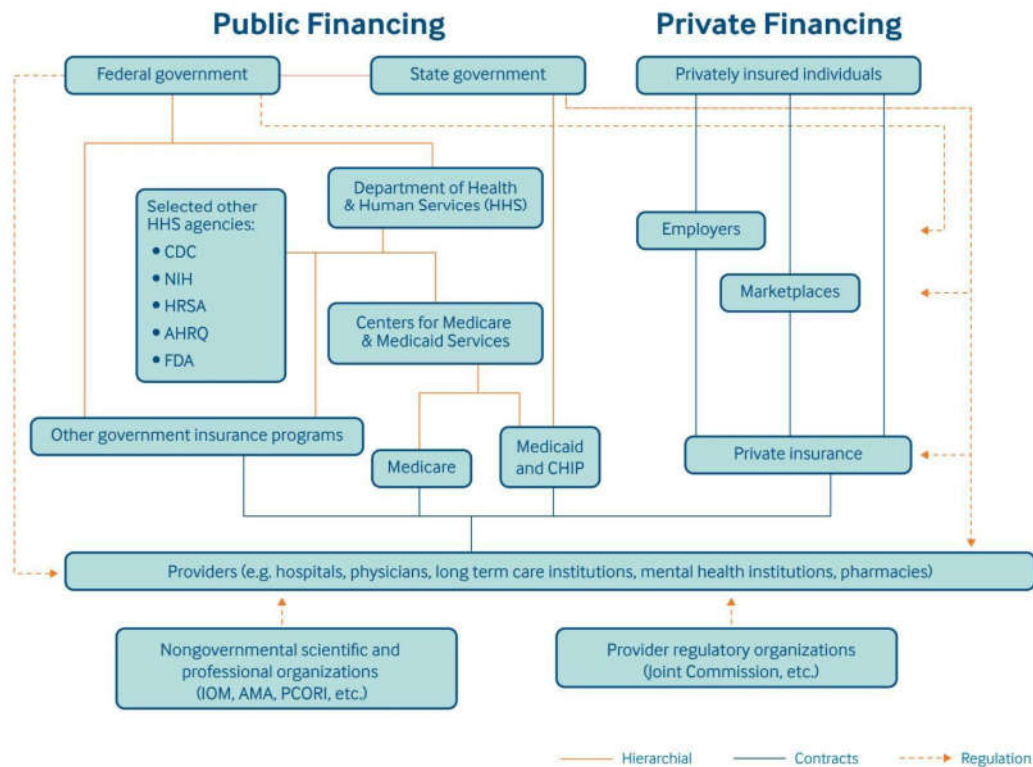 Public Financing
Private Financing
Federal government
State government
Privately insured individuals
Department of Health
& Human Services (HHS)
Selected other
HHS agencies:
• CDC
• NIH
• HRSA
• AHRQ
• FDA
Employers
Marketplaces
Centers for Medicare
& Medicaid Services
Other government insurance programs
Medicare
Medicaid
and CHIP
Private insurance
Providers (e.g. hospitals, physicians, long term care institutions, mental health institutions, pharmacies)
Nongovernmental scientific and
professional organizations
(IOM, AMA, PCORI, etc.)
Provider regulatory organizations
(Joint Commission, etc.)
Hierarchial
Contracts
Regulation